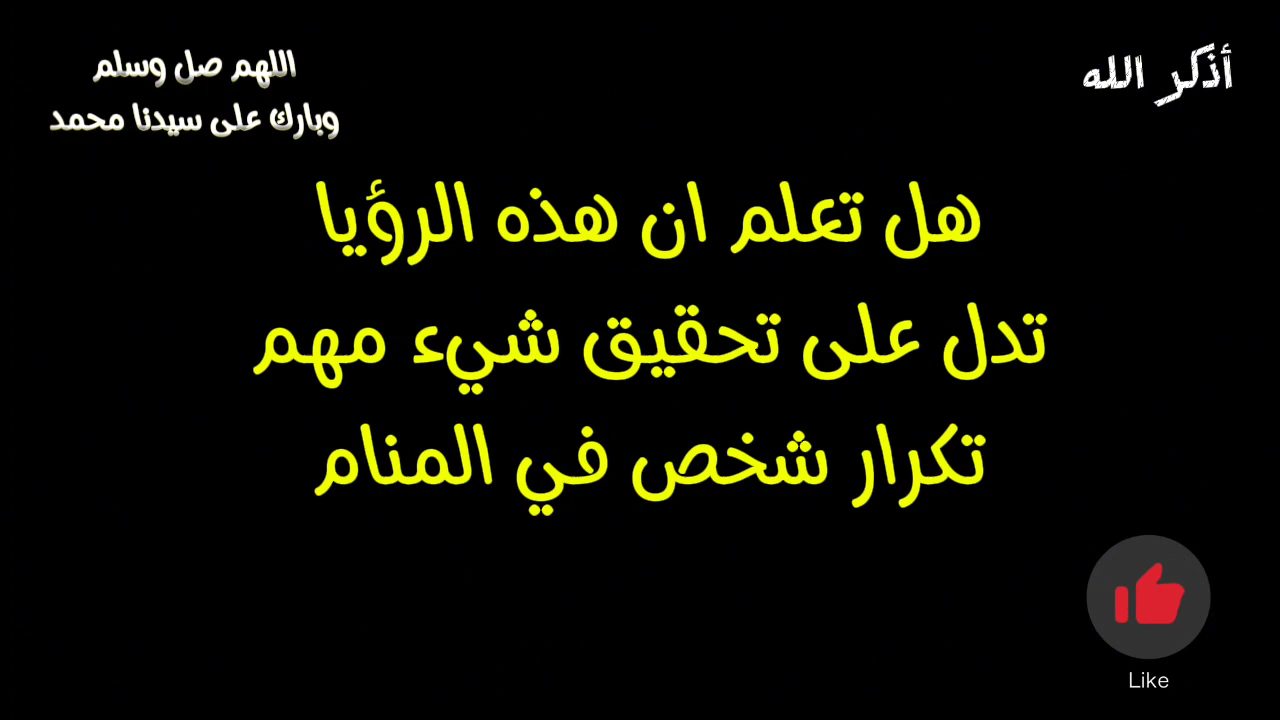 أذكر الله
اللهم صل وسلم
وبارك على سيدنا محمد
هل تعلم ان هذه الرؤيا
تدل على تحقيق شيء مهم
تكرار شخص في المنام
Like